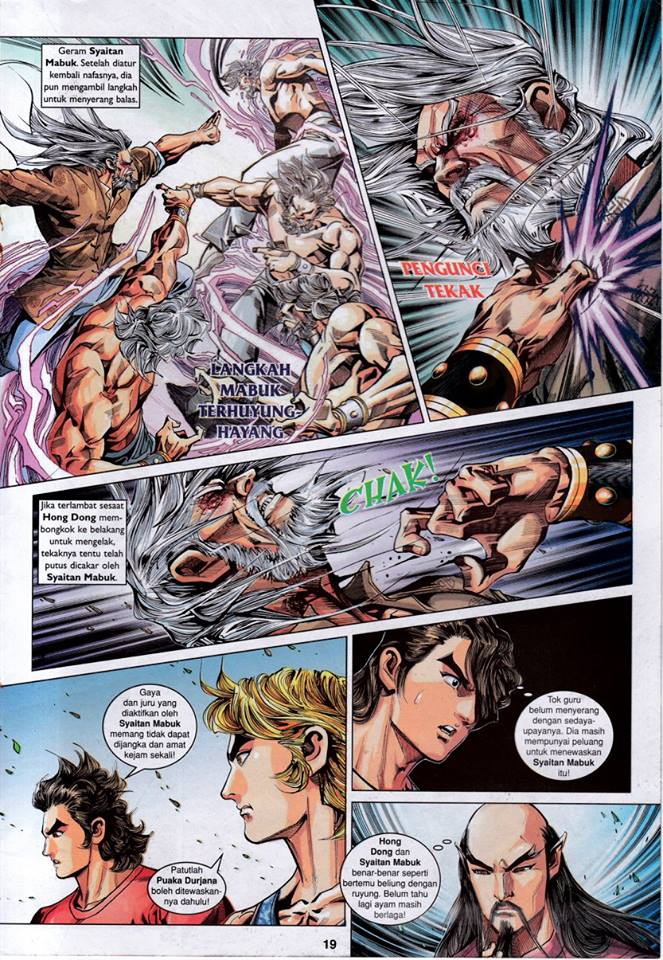 Geram Syaitan
Mabuk. Setelah diatur
kembali nafasnya, dia
pun mengambil langkah
untuk menyerang balas.
LANGKAH
MABUK
TERHUYUNG-
HAYANG
PENGUNCI
TEKAK
Jika terlambat sesaat
Hong Dong mem-
bongkok ke belakang
untuk mengelak,
tekaknya tentu telah
putus dicakar oleh
Syaitan Mabuk.
CHAK!
Gaya
dan juru yang
diaktifkan oleh
Syaitan Mabuk
memang tidak dapat
dijangka dan amat
kejam sekali!
Patutlah
Puaka Durjana
boleh ditewaskan-
nya dahulu!
Tok guru
belum menyerang
dengan sedaya-
upayanya. Dia masih
mempunyai peluang
untuk menewaskan
Syaitan Mabuk
itu!
Hong
Dong dan
Syaitan Mabuk
benar-benar seperti
bertemu beliung dengan
ruyung. Belum tahu
lagi ayam masih
berlaga!
19